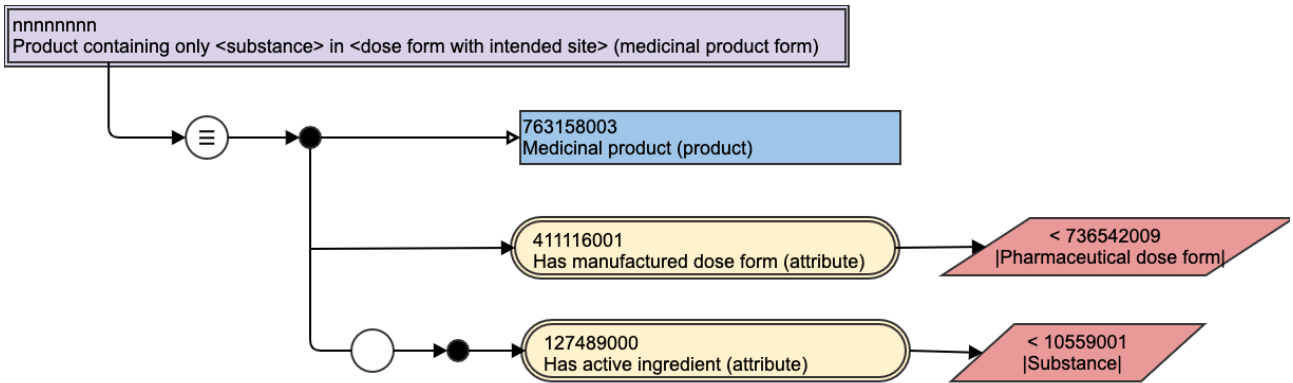 nnnnnnnn
Product containing only <substance> in <dose form with intended site> (medicinal product form)
763158003
Medicinal product (product)
411116001
Has manufactured dose form (attribute)
< 736542009
|Pharmaceutical dose form|
127489000
Has active ingredient (attribute)
< 10559001
|Substance|